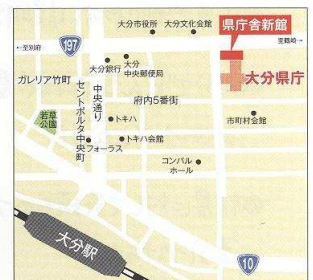 大分市役所
大分文化会館
県庁舎新館
←至別府
197
至鶴崎→
大分銀行
大分
中央郵便局
大分県庁
ガレリア竹町
中央通り
セントポルタ中央町
府内5番街
若草
公園
トキハ
市町村会館
トキハ会館
フォーラス
コンパル
ホール
大分駅
10